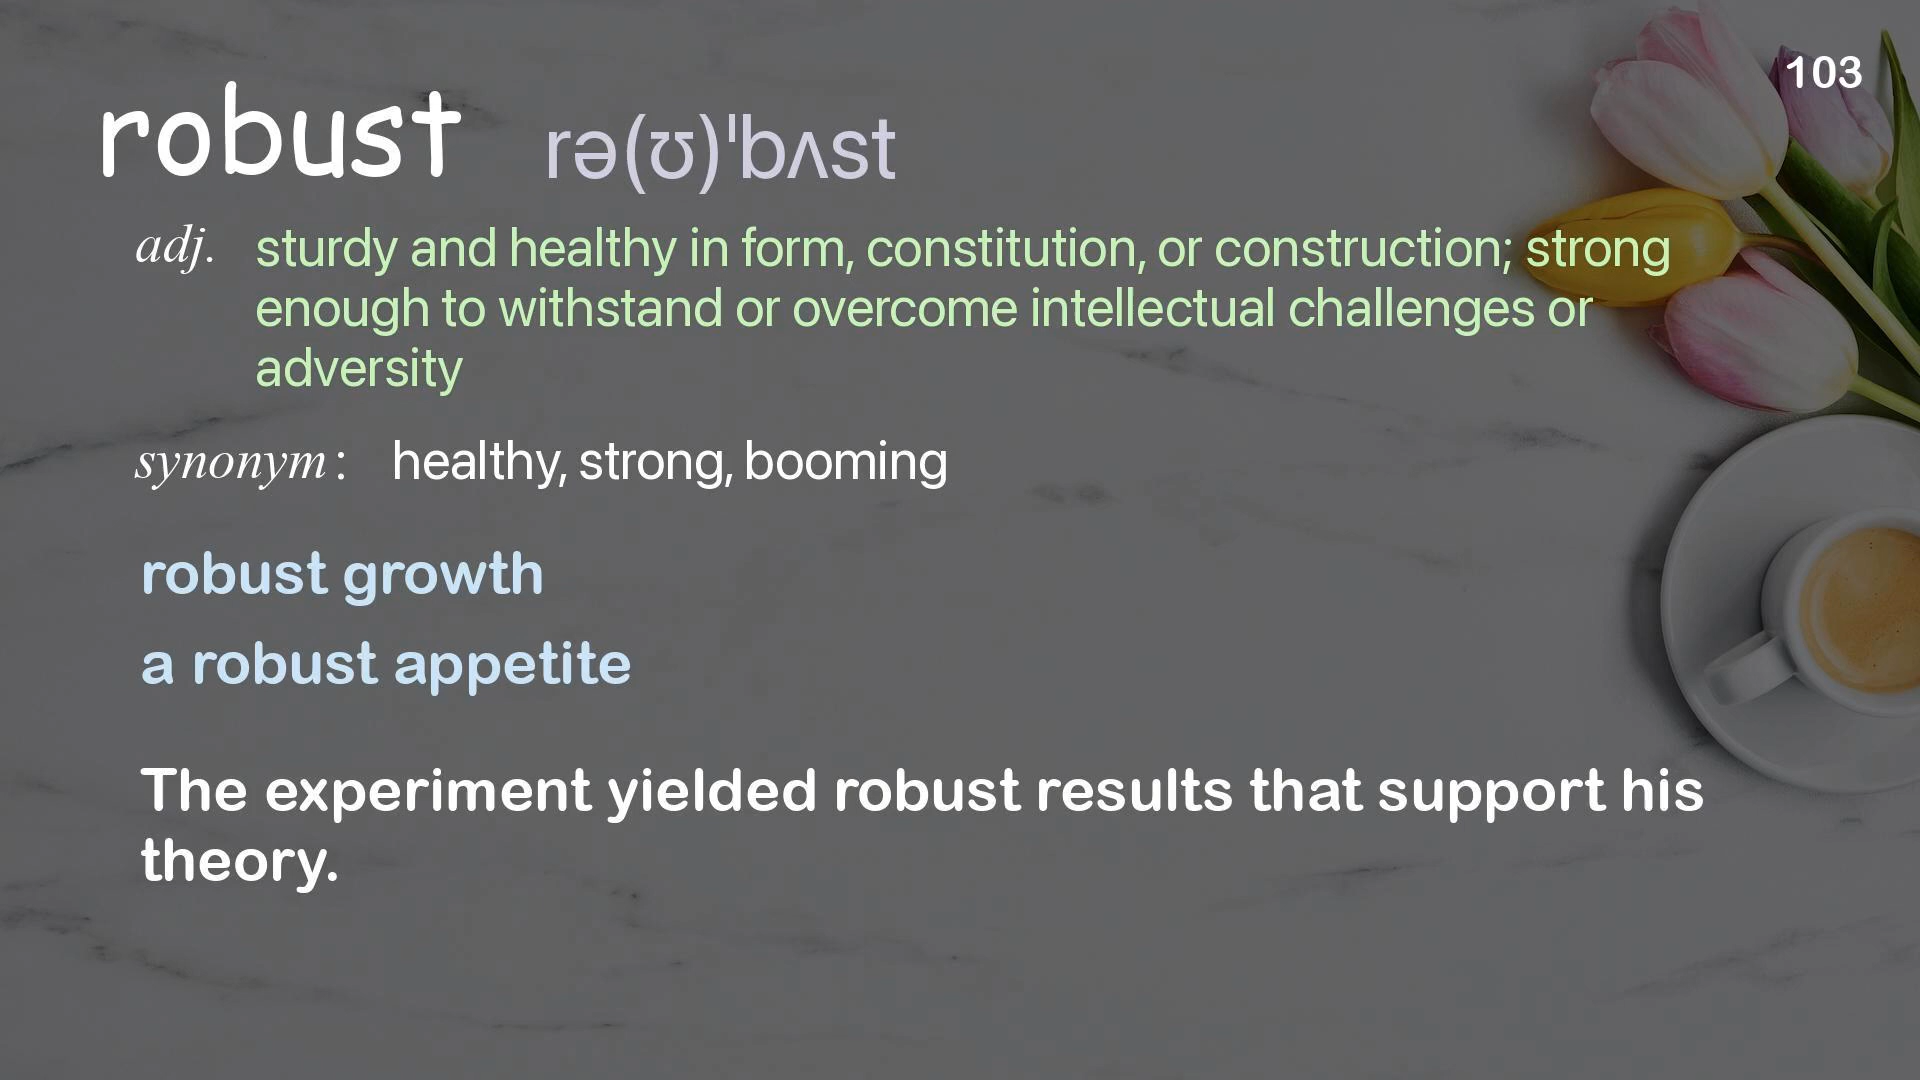 103
robust rə(ʊ)ˈbʌst
adj. sturdy and healthy in form, constitution, or construction; strong
enough to withstand or overcome intellectual challenges or
adversity
synonym: healthy, strong, booming
robust growth
a robust appetite
The experiment yielded robust results that support his
theory.